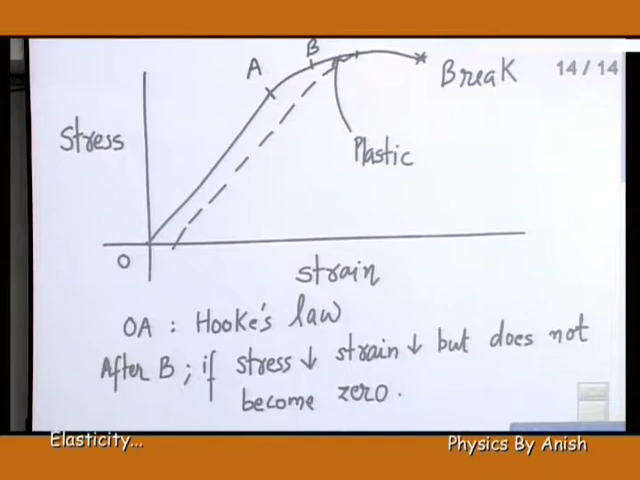 B
A
Break
14/14
Stress
Plastic
O
strain
OA : Hooke's law
After B ; if stress ↓ strain ↓ but does not
become zero.
Elasticity...
Physics By Anish